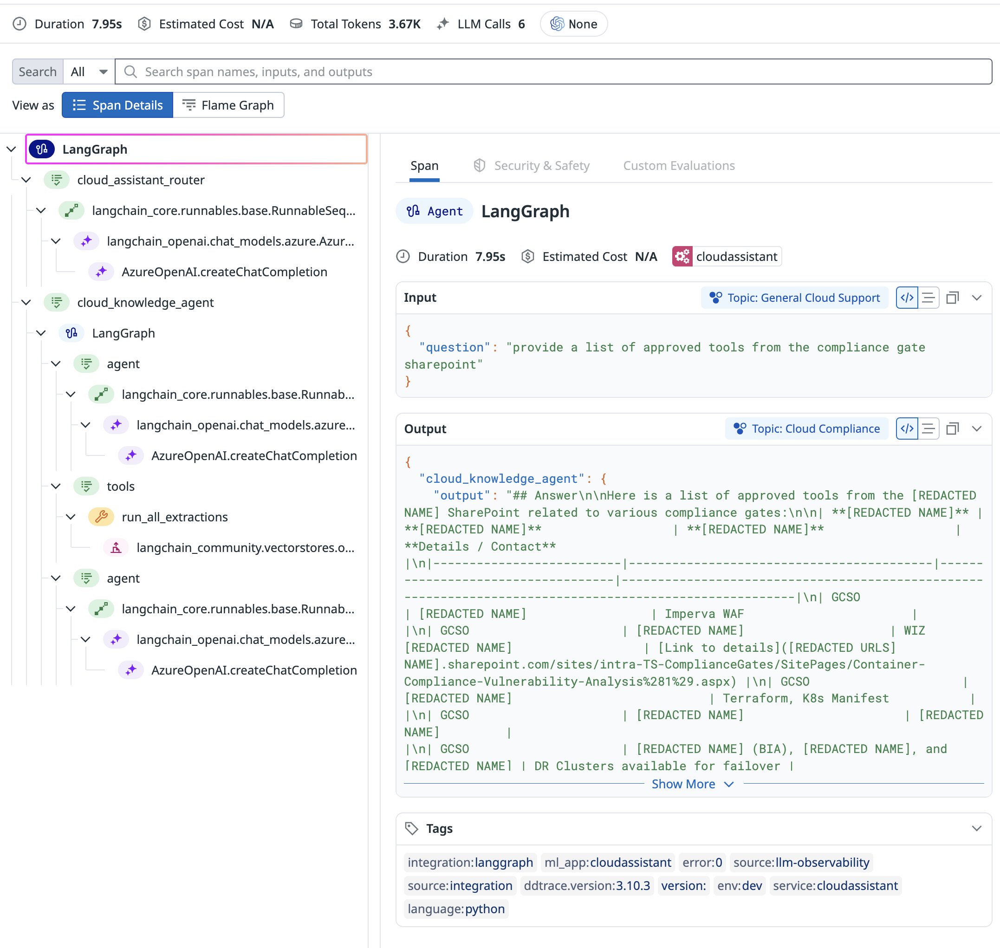 Duration 7.95s Estimated Cost N/A Total Tokens 3.67K LLM Calls 6 None
Search All Search span names, inputs, and outputs
View as Span Details Flame Graph
LangGraph
cloud_assistant_router
langchain_core.runnables.base.RunnableSeq...
langchain_openai.chat_models.azure.Azur...
AzureOpenAI.createChatCompletion
cloud_knowledge_agent
LangGraph
agent
langchain_core.runnables.base.Runnab...
langchain_openai.chat_models.azure...
AzureOpenAI.createChatCompletion
tools
run_all_extractions
langchain_community.vectorstores.o...
agent
langchain_core.runnables.base.Runnab...
langchain_openai.chat_models.azure...
AzureOpenAI.createChatCompletion
Span Security & Safety Custom Evaluations
Agent LangGraph
Duration 7.95s Estimated Cost N/A cloudassistant
Input Topic: General Cloud Support
{
"question": "provide a list of approved tools from the compliance gate
sharepoint"
}
Output Topic: Cloud Compliance
{
"cloud_knowledge_agent": {
"output": "## Answer\n\nHere is a list of approved tools from the [REDACTED
NAME] SharePoint related to various compliance gates:\n\n| **[REDACTED NAME]** |
**[REDACTED NAME]** | **[REDACTED NAME]** |
**Details / Contact**
|\n|--------------------------|------------------------------------------|------
-----------------------------|--------------------------------------------------
------------------------------------------------------|\n| GCSO
| [REDACTED NAME] | Imperva WAF |
|\n| GCSO | [REDACTED NAME] | WIZ
[REDACTED NAME] | [Link to details]([REDACTED URLS]
NAME].sharepoint.com/sites/intra-TS-ComplianceGates/SitePages/Container-
Compliance-Vulnerability-Analysis%281%29.aspx) |\n| GCSO |
[REDACTED NAME] | Terraform, K8s Manifest |
|\n| GCSO | [REDACTED NAME] | [REDACTED
NAME] |
|\n| GCSO | [REDACTED NAME] (BIA), [REDACTED NAME], and
[REDACTED NAME] | DR Clusters available for failover |
Show More
Tags
integration:langgraph ml_app:cloudassistant error:0 source:llm-observability
source:integration ddtrace.version:3.10.3 version: env:dev service:cloudassistant
language:python